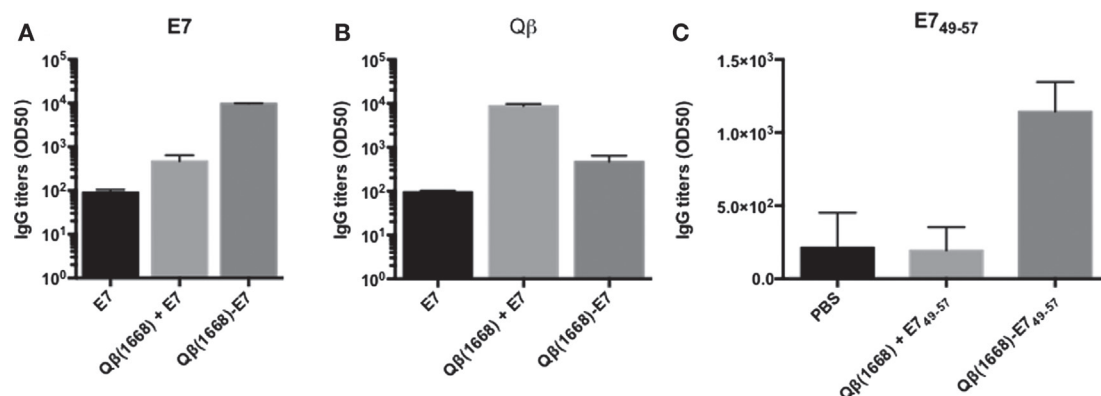 A
E7
IgG titers (OD50)
10⁵
10⁴
10³
10²
10¹
10⁰
E7
Qβ(1668) + E7
Qβ(1668)-E7
B
Qβ
IgG titers (OD50)
10⁵
10⁴
10³
10²
10¹
10⁰
E7
Qβ(1668) + E7
Qβ(1668)-E7
C
E7₄₉₋₅₇
IgG titers (OD50)
1.5×10³
1.0×10³
5.0×10²
0.0
PBS
Qβ(1668) + E7₄₉₋₅₇
Qβ(1668)-E7₄₉₋₅₇